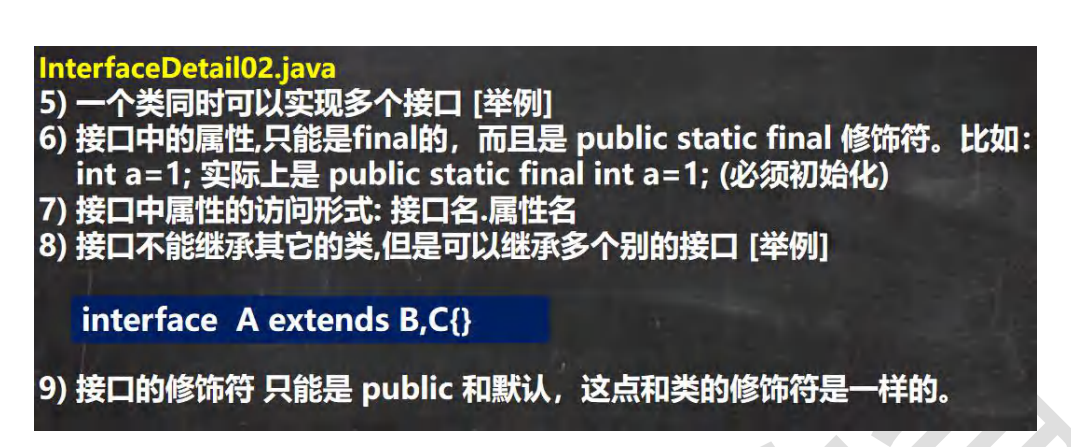 InterfaceDetail02.java
5) 一个类同时可以实现多个接口 [举例]
6) 接口中的属性,只能是final的，而且是 public static final 修饰符。比如:
int a=1; 实际上是 public static final int a=1; (必须初始化)
7) 接口中属性的访问形式: 接口名.属性名
8) 接口不能继承其它的类,但是可以继承多个别的接口 [举例]
interface A extends B,C{}
9) 接口的修饰符 只能是 public 和默认，这点和类的修饰符是一样的。